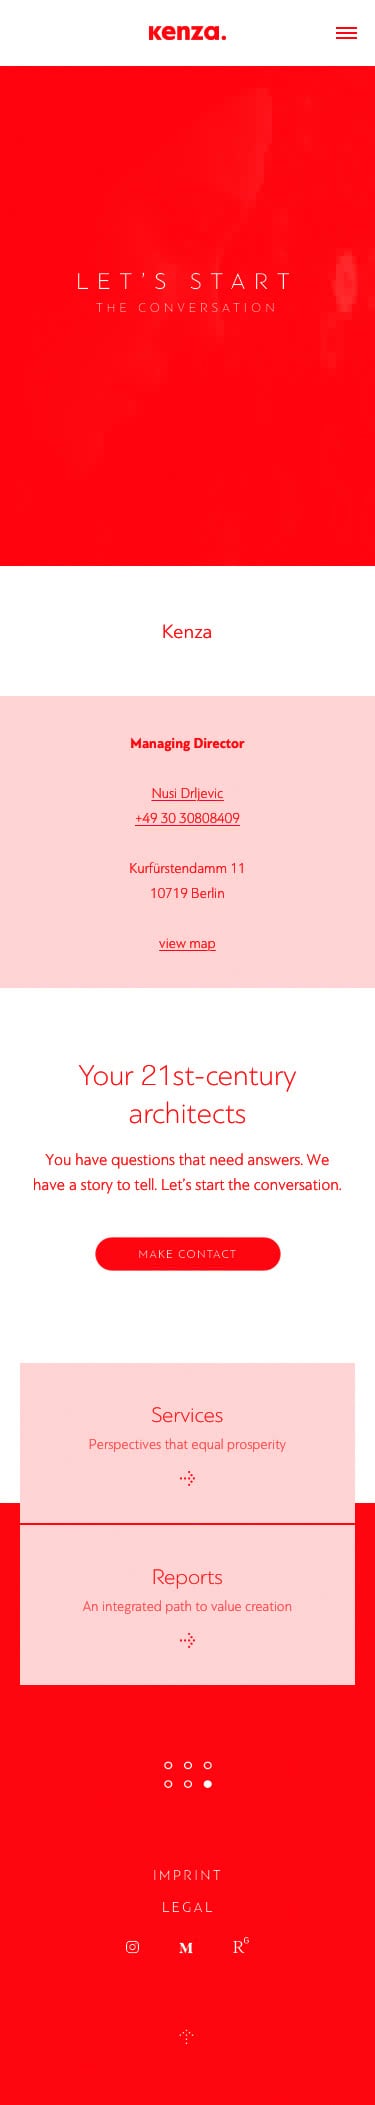 Kenza.
LET'S START
THE CONVERSATION
Kenza
Managing Director
Nusi Drljevic
+49 30 30808409
Kurfürstendamm 11
10719 Berlin
view map
Your 21st-century
architects
You have questions that need answers. We
have a story to tell. Let's start the conversation.
MAKE CONTACT
Services
Perspectives that equal prosperity
Reports
An integrated path to value creation
IMPRINT
LEGAL
M
RG